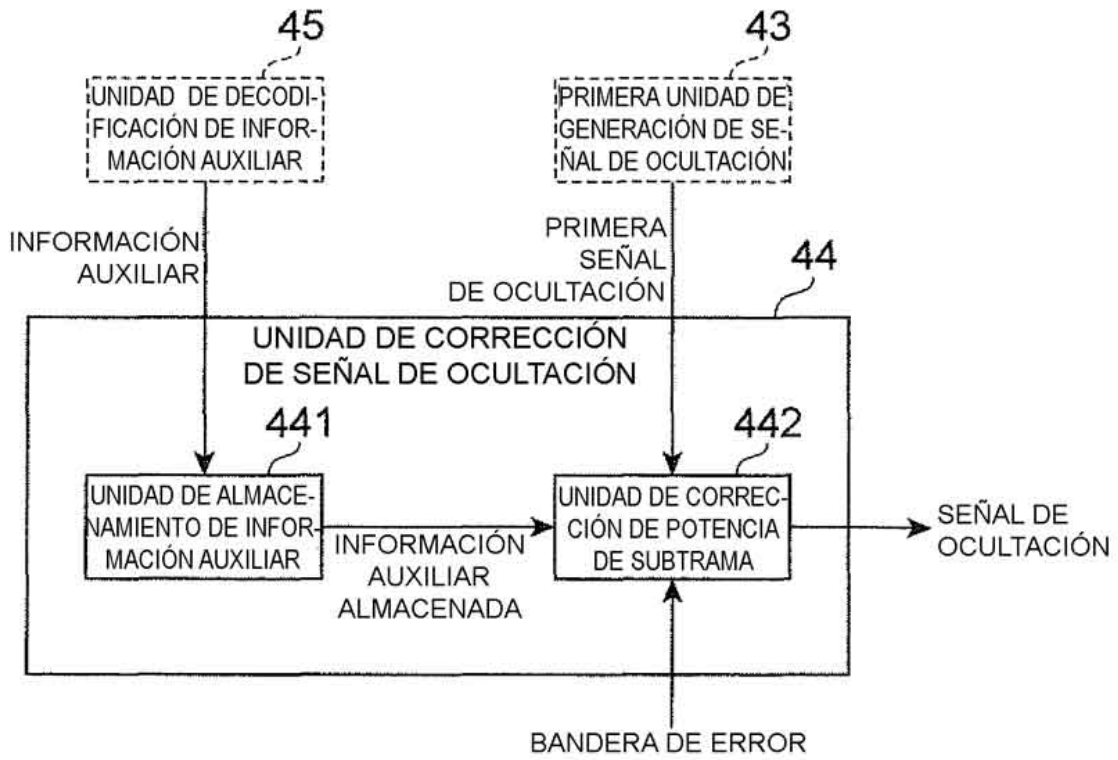 45
UNIDAD DE DECODI-
FICACIÓN DE INFOR-
MACIÓN AUXILIAR
43
PRIMERA UNIDAD DE
GENERACIÓN DE SE-
ÑAL DE OCULTACIÓN
INFORMACIÓN
AUXILIAR
PRIMERA
SEÑAL
DE OCULTACIÓN
44
UNIDAD DE CORRECCIÓN
DE SEÑAL DE OCULTACIÓN
441
UNIDAD DE ALMACE-
NAMIENTO DE INFOR-
MACIÓN AUXILIAR
INFORMACIÓN
AUXILIAR
ALMACENADA
442
UNIDAD DE CORREC-
CIÓN DE POTENCIA
DE SUBTRAMA
SEÑAL DE
OCULTACIÓN
BANDERA DE ERROR